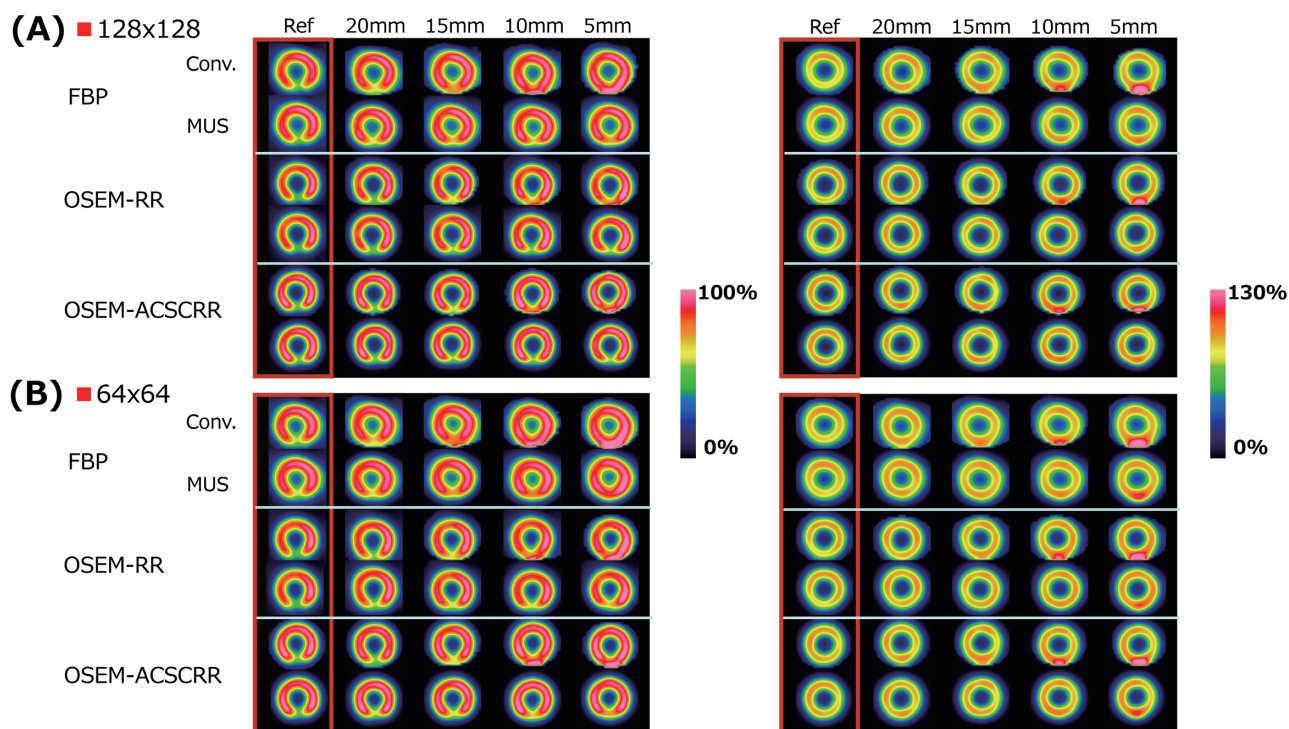 (A) 128x128
Ref 20mm 15mm 10mm 5mm
Ref 20mm 15mm 10mm 5mm
Conv.
FBP
MUS
OSEM-RR
OSEM-ACSCRR
100%
0%
130%
0%
(B) 64x64
Conv.
FBP
MUS
OSEM-RR
OSEM-ACSCRR